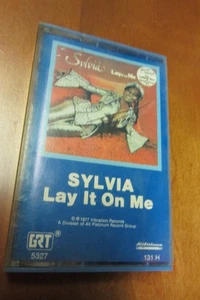 Sylvia
Lay It On Me
SYLVIA
Lay It On Me
© ℗ 1977 Vibration Records
A Division of All Platinum Record Group
GRT
5327
131 H